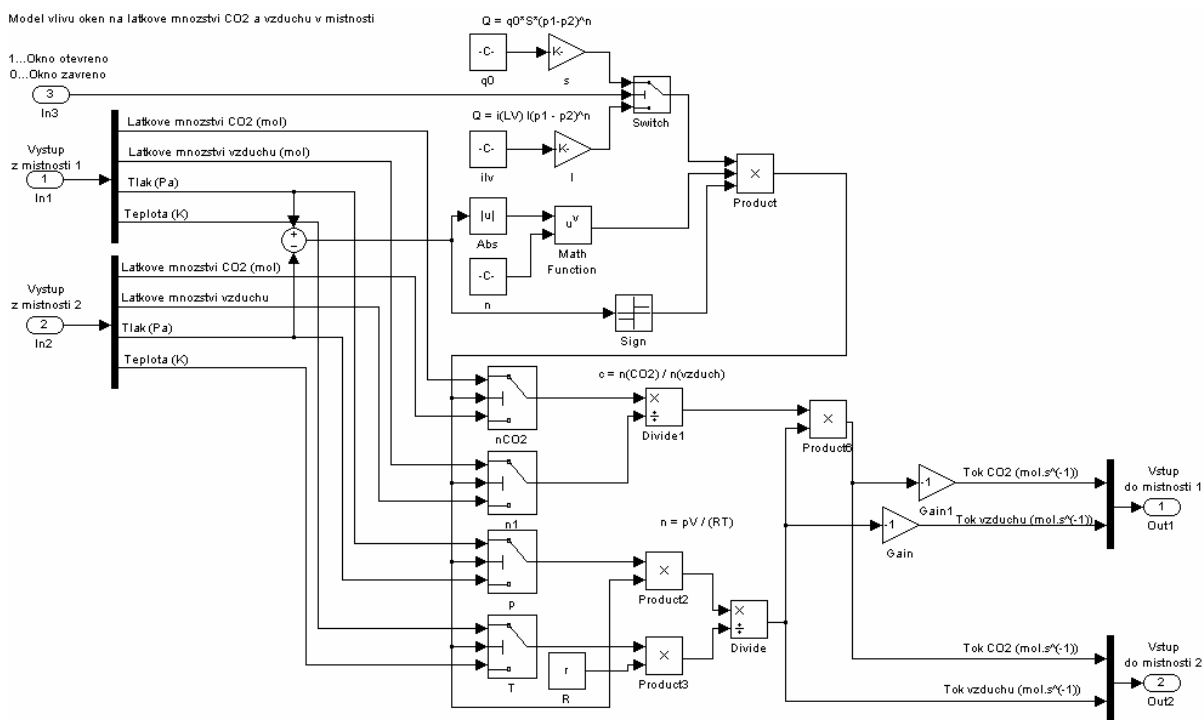 Model vlivu oken na latkove mnozstvi CO2 a vzduchu v mistnosti
1...Okno otevreno
0...Okno zavreno
3
In3
Vystup
z mistnosti 1
1
In1
Latkove mnozstvi CO2 (mol)
Latkove mnozstvi vzduchu (mol)
Tlak (Pa)
Teplota (K)
Vystup
z mistnosti 2
2
In2
Latkove mnozstvi CO2 (mol)
Latkove mnozstvi vzduchu
Tlak (Pa)
Teplota (K)
+
−
Q = q0*S*(p1-p2)^n
-C-
q0
K-
s
Switch
Q = i(LV) l(p1 - p2)^n
-C-
ilv
K-
l
|u|
Abs
-C-
n
u^v
Math
Function
Sign
×
Product
nCO2
n1
p
T
c = n(CO2) / n(vzduch)
×
÷
Divide1
×
Product6
n = pV / (RT)
×
Product2
r
R
×
Product3
×
÷
Divide
-1
Gain1
-1
Gain
Tok CO2 (mol.s^(-1))
Tok vzduchu (mol.s^(-1))
Vstup
do mistnosti 1
1
Out1
Tok CO2 (mol.s^(-1))
Tok vzduchu (mol.s^(-1))
Vstup
do mistnosti 2
2
Out2